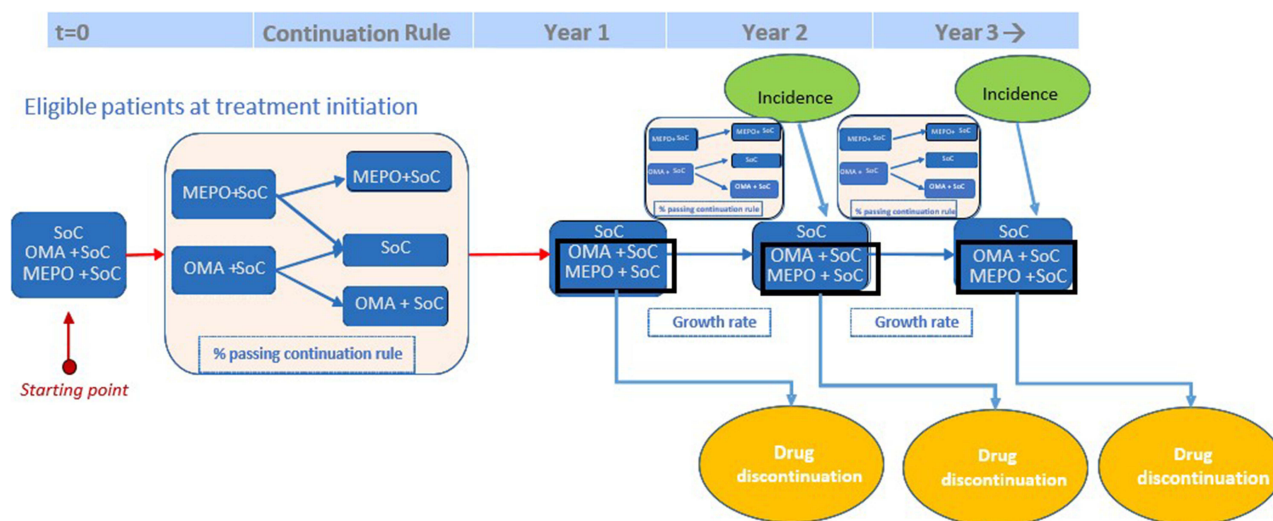 t=0
Continuation Rule
Year 1
Year 2
Year 3 →
Eligible patients at treatment initiation
SoC
OMA +SoC
MEPO +SoC
Starting point
MEPO+SoC
OMA +SoC
MEPO+SoC
SoC
OMA + SoC
% passing continuation rule
SoC
OMA +SoC
MEPO + SoC
Incidence
MEPO+ SoC
MEPO+ SoC
OMA + SoC
SoC
OMA + SoC
% passing continuation rule
SoC
OMA +SoC
MEPO + SoC
Incidence
MEPO+ SoC
MEPO+ SoC
OMA + SoC
SoC
OMA + SoC
% passing continuation rule
SoC
OMA +SoC
MEPO +SoC
Growth rate
Growth rate
Drug
discontinuation
Drug
discontinuation
Drug
discontinuation